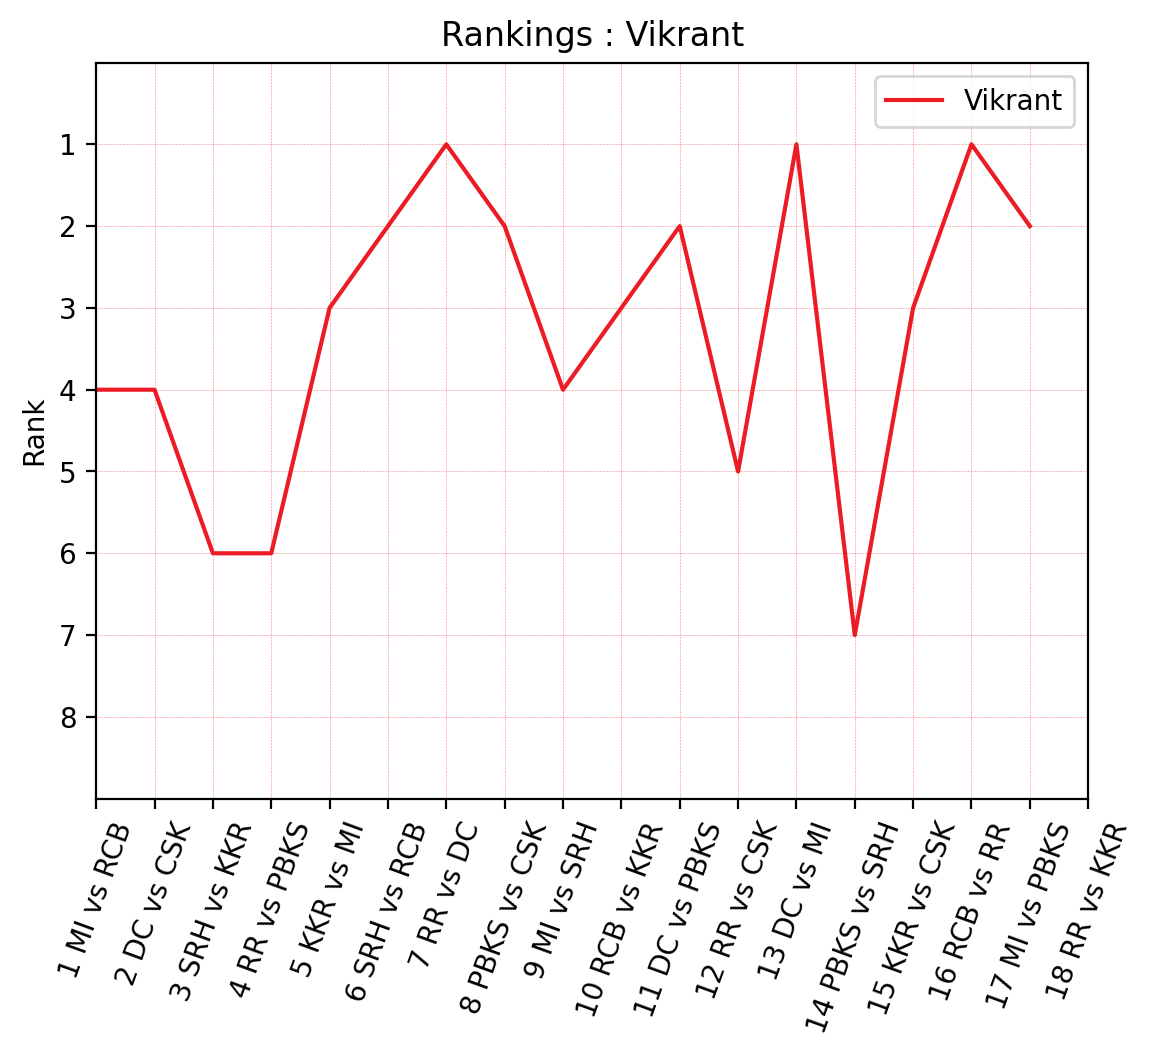 Rankings : Vikrant
Vikrant
Rank
1
2
3
4
5
6
7
8
1 MI vs RCB
2 DC vs CSK
3 SRH vs KKR
4 RR vs PBKS
5 KKR vs MI
6 SRH vs RCB
7 RR vs DC
8 PBKS vs CSK
9 MI vs SRH
10 RCB vs KKR
11 DC vs PBKS
12 RR vs CSK
13 DC vs MI
14 PBKS vs SRH
15 KKR vs CSK
16 RCB vs RR
17 MI vs PBKS
18 RR vs KKR